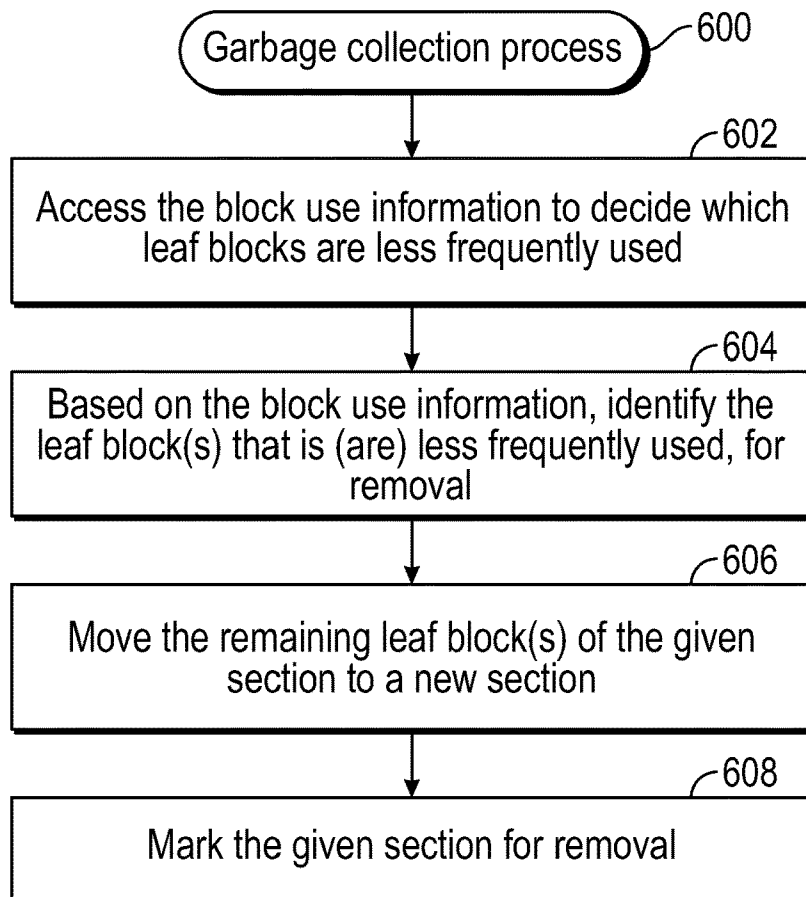 Garbage collection process
600
602
Access the block use information to decide which
leaf blocks are less frequently used
604
Based on the block use information, identify the
leaf block(s) that is (are) less frequently used, for
removal
606
Move the remaining leaf block(s) of the given
section to a new section
608
Mark the given section for removal